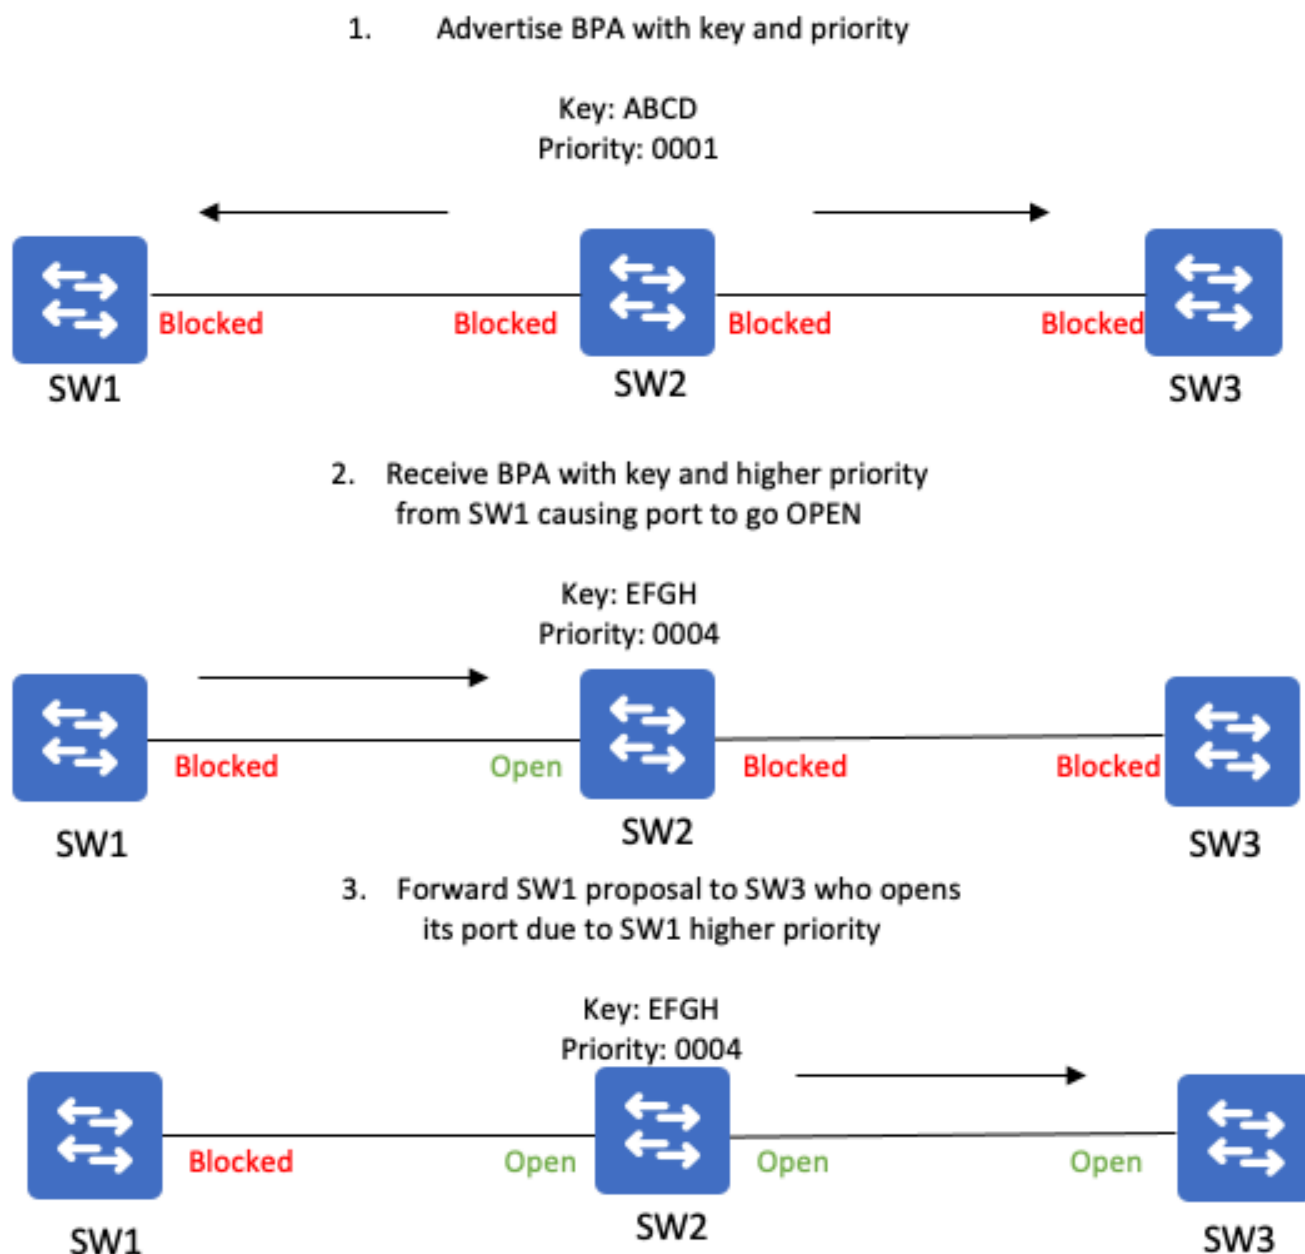 1. Advertise BPA with key and priority
Key: ABCD
Priority: 0001
Blocked Blocked Blocked Blocked
SW1 SW2 SW3
2. Receive BPA with key and higher priority
from SW1 causing port to go OPEN
Key: EFGH
Priority: 0004
Blocked Open Blocked Blocked
SW1 SW2 SW3
3. Forward SW1 proposal to SW3 who opens
its port due to SW1 higher priority
Key: EFGH
Priority: 0004
Blocked Open Open Open
SW1 SW2 SW3